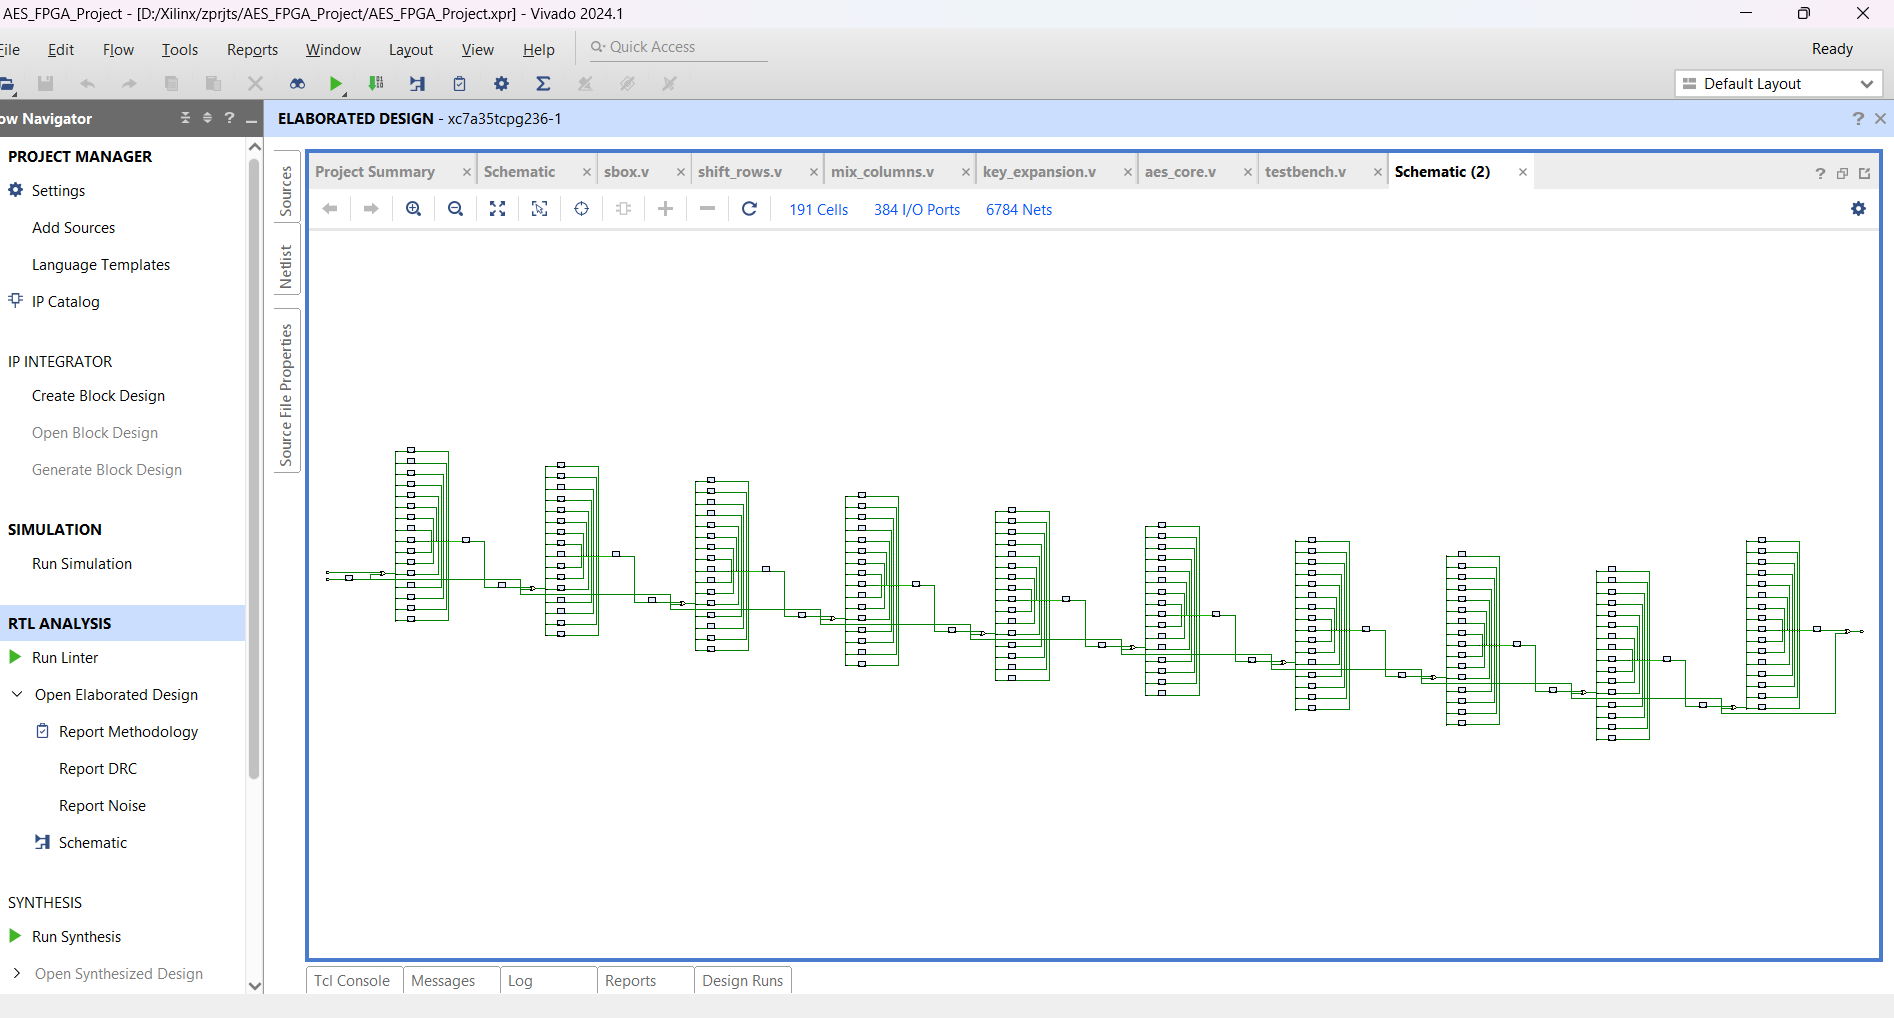 AES_FPGA_Project - [D:/Xilinx/zprjts/AES_FPGA_Project/AES_FPGA_Project.xpr] - Vivado 2024.1
File Edit Flow Tools Reports Window Layout View Help Quick Access Ready
Default Layout
ow Navigator
ELABORATED DESIGN - xc7a35tcpg236-1
PROJECT MANAGER
Settings
Add Sources
Language Templates
IP Catalog
IP INTEGRATOR
Create Block Design
Open Block Design
Generate Block Design
SIMULATION
Run Simulation
RTL ANALYSIS
Run Linter
Open Elaborated Design
Report Methodology
Report DRC
Report Noise
Schematic
SYNTHESIS
Run Synthesis
Open Synthesized Design
Sources
Netlist
Source File Properties
Project Summary Schematic sbox.v shift_rows.v mix_columns.v key_expansion.v aes_core.v testbench.v Schematic (2)
191 Cells 384 I/O Ports 6784 Nets
Tcl Console Messages Log Reports Design Runs